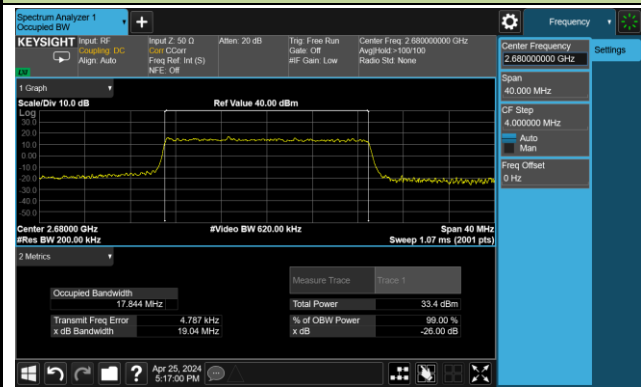 Spectrum Analyzer 1
Occupied BW
+
Frequency
KEYSIGHT
Input: RF
Coupling: DC
Align: Auto
Input Z: 50 Ω
Corr CCorr
Freq Ref: Int (S)
NFE: Off
Atten: 20 dB
Trig: Free Run
Gate: Off
#IF Gain: Low
Center Freq: 2.680000000 GHz
Avg|Hold:>100/100
Radio Std: None
Center Frequency
2.680000000 GHz
Settings
Span
40.000 MHz
CF Step
4.000000 MHz
Auto
Man
Freq Offset
0 Hz
1 Graph
Scale/Div 10.0 dB
Ref Value 40.00 dBm
Log
30.0
20.0
10.0
0.00
-10.0
-20.0
-30.0
-40.0
-50.0
Center 2.68000 GHz
#Video BW 620.00 kHz
Span 40 MHz
#Res BW 200.00 kHz
Sweep 1.07 ms (2001 pts)
2 Metrics
Measure Trace
Trace 1
Occupied Bandwidth
17.844 MHz
Total Power
33.4 dBm
Transmit Freq Error
4.787 kHz
% of OBW Power
99.00 %
x dB Bandwidth
19.04 MHz
x dB
-26.00 dB
?
Apr 25, 2024
5:17:00 PM